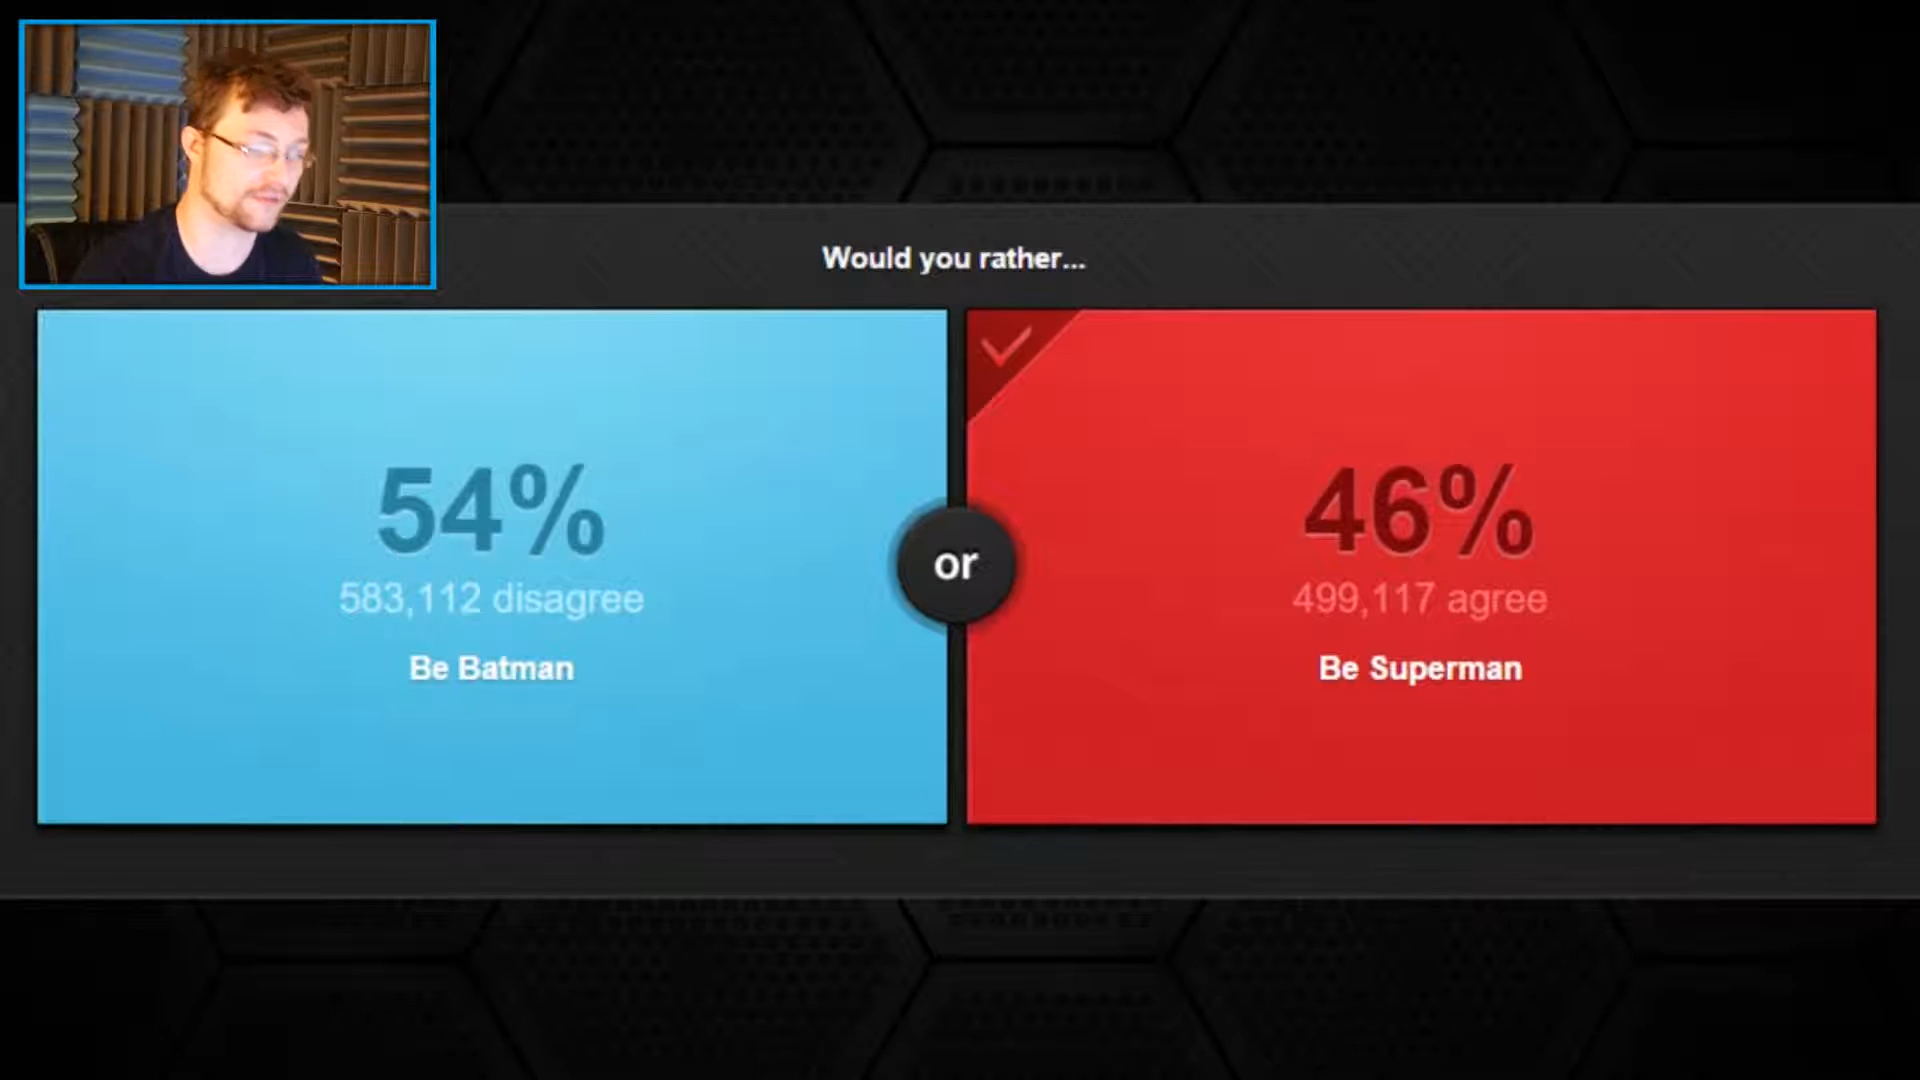 Would you rather...
54%
583,112 disagree
Be Batman
or
46%
499,117 agree
Be Superman